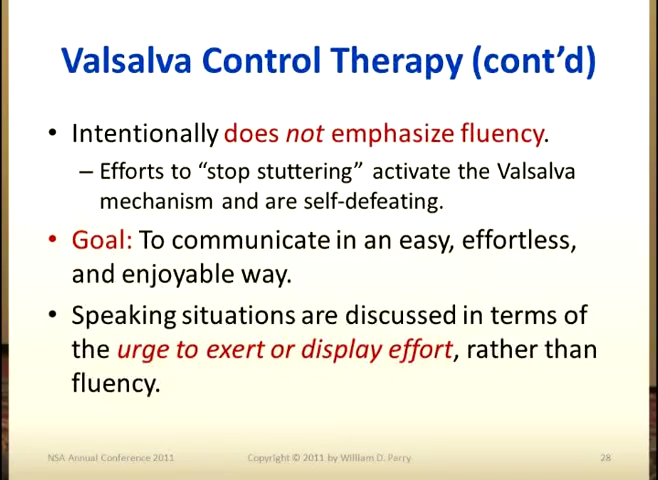 Valsalva Control Therapy (cont’d)
• Intentionally does not emphasize fluency.
– Efforts to “stop stuttering” activate the Valsalva
mechanism and are self-defeating.
• Goal: To communicate in an easy, effortless,
and enjoyable way.
• Speaking situations are discussed in terms of
the urge to exert or display effort, rather than
fluency.
NSA Annual Conference 2011
Copyright © 2011 by William D. Parry
28